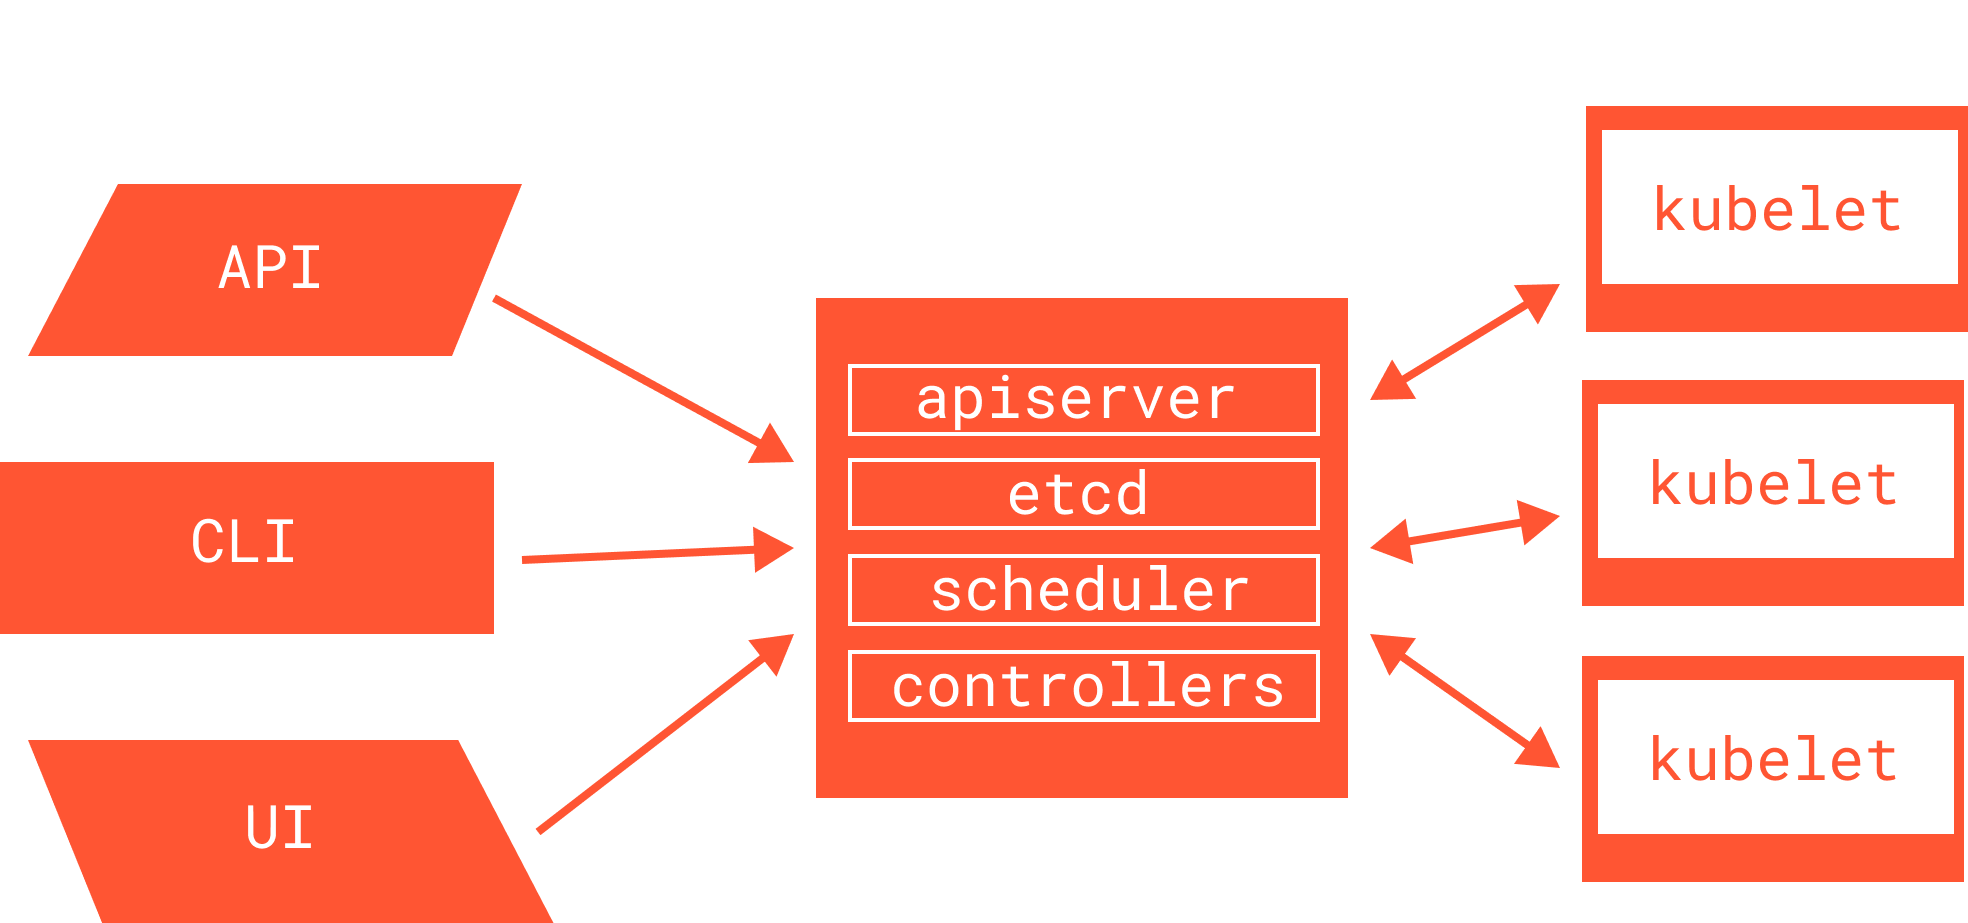 API
CLI
UI
apiserver
etcd
scheduler
controllers
kubelet
kubelet
kubelet